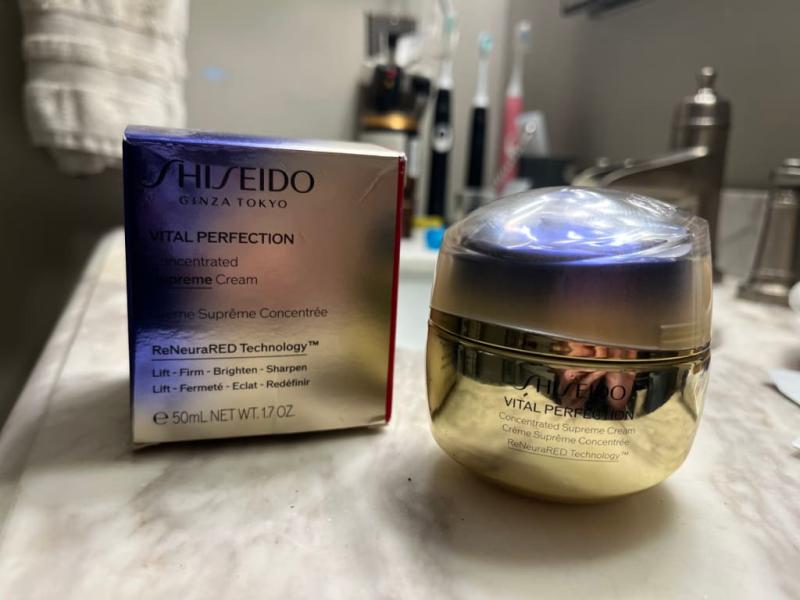 SHISEIDO
GINZA TOKYO
VITAL PERFECTION
Concentrated
Supreme Cream
Crème Suprême Concentrée
ReNeuraRED Technology™
Lift - Firm - Brighten - Sharpen
Lift - Fermeté - Eclat - Redéfinir
℮ 50mL NET WT. 1.7 OZ.
SHISEIDO
VITAL PERFECTION
Concentrated Supreme Cream
Crème Suprême Concentrée
ReNeuraRED Technology™